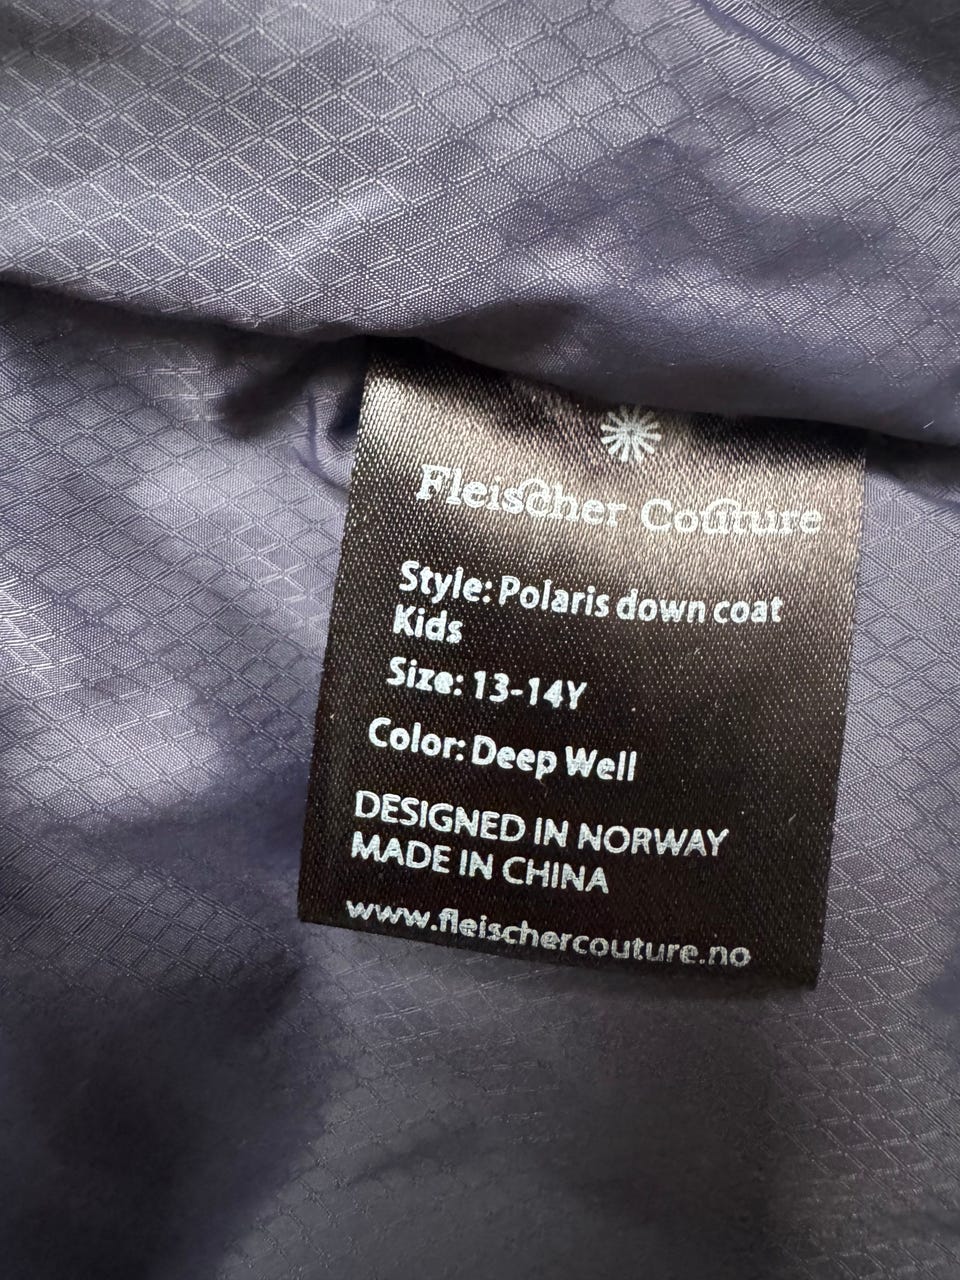 Fleischer Couture
Style: Polaris down coat
Kids
Size: 13-14Y
Color: Deep Well
DESIGNED IN NORWAY
MADE IN CHINA
www.fleischercouture.no